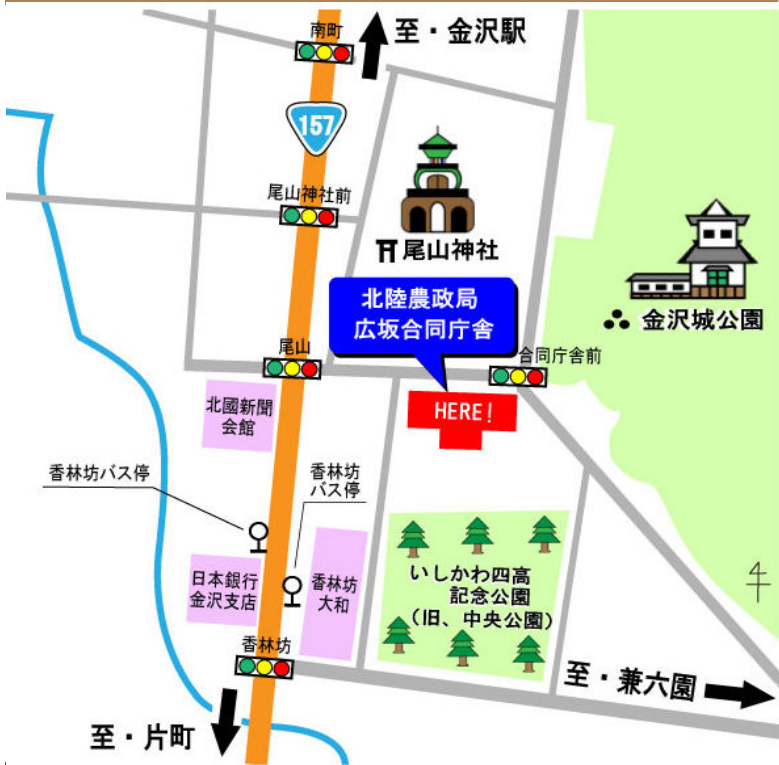 南町
至・金沢駅
157
尾山神社前
尾山神社
北陸農政局
広坂合同庁舎
金沢城公園
尾山
合同庁舎前
北國新聞
会館
HERE!
香林坊バス停
香林坊
バス停
日本銀行
金沢支店
香林坊
大和
いしかわ四高
記念公園
(旧、中央公園)
香林坊
至・兼六園
至・片町